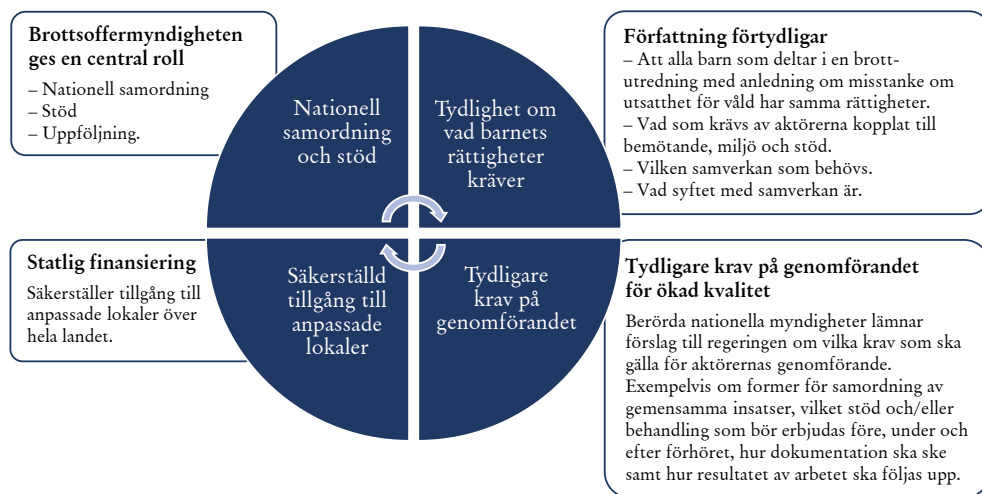 Brottsoffermyndigheten
ges en central roll
– Nationell samordning
– Stöd
– Uppföljning.
Nationell
samordning
och stöd
Tydlighet om
vad barnets
rättigheter
kräver
Författning förtydligar
– Att alla barn som deltar i en brott-
utredning med anledning om misstanke om
utsatthet för våld har samma rättigheter.
– Vad som krävs av aktörerna kopplat till
bemötande, miljö och stöd.
– Vilken samverkan som behövs.
– Vad syftet med samverkan är.
Statlig finansiering
Säkerställer tillgång till
anpassade lokaler över
hela landet.
Säkerställd
tillgång till
anpassade
lokaler
Tydligare
krav på
genomförandet
Tydligare krav på genomförandet
för ökad kvalitet
Berörda nationella myndigheter lämnar
förslag till regeringen om vilka krav som ska
gälla för aktörernas genomförande.
Exempelvis om former för samordning av
gemensamma insatser, vilket stöd och/eller
behandling som bör erbjudas före, under och
efter förhöret, hur dokumentation ska ske
samt hur resultatet av arbetet ska följas upp.